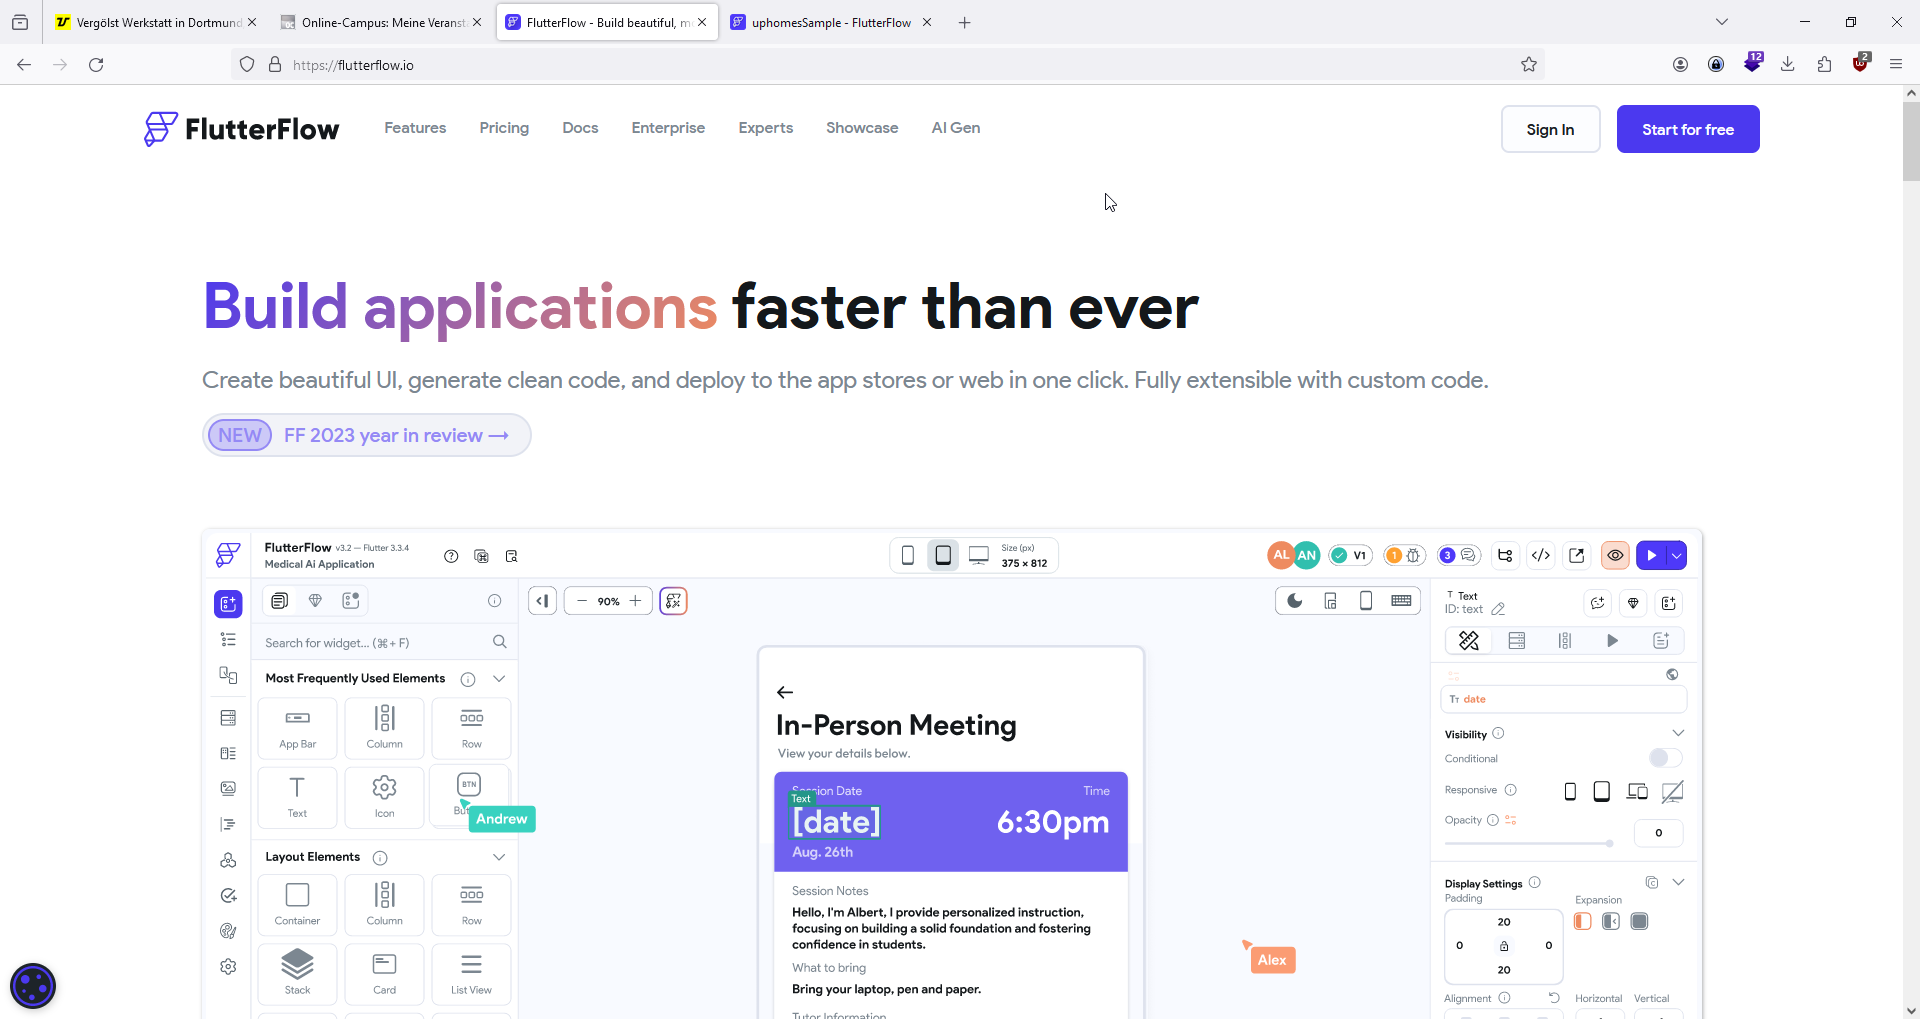 Vergölst Werkstatt in Dortmund,
Online-Campus: Meine Veransta
FlutterFlow - Build beautiful, m
uphomesSample - FlutterFlow
https://flutterflow.io
12
2
FlutterFlow
Features
Pricing
Docs
Enterprise
Experts
Showcase
AI Gen
Sign In
Start for free
Build applications faster than ever
Create beautiful UI, generate clean code, and deploy to the app stores or web in one click. Fully extensible with custom code.
NEW FF 2023 year in review →
FlutterFlow v3.2 — Flutter 3.3.4
Medical Ai Application
Size (px)
375 × 812
AL
AN
V1
1
3
90%
Text
ID: text
Search for widget... (⌘+ F)
Tт date
Most Frequently Used Elements
App Bar
Column
Row
Text
Icon
BTN
Andrew
Layout Elements
Container
Column
Row
Stack
Card
List View
In-Person Meeting
View your details below.
Session Date
Time
Text
[date]
6:30pm
Aug. 26th
Session Notes
Hello, I'm Albert, I provide personalized instruction,
focusing on building a solid foundation and fostering
confidence in students.
What to bring
Bring your laptop, pen and paper.
Tutor Information
Alex
Visibility
Conditional
Responsive
Opacity
0
Display Settings
Padding
Expansion
20
0
0
20
Alignment
Horizontal
Vertical